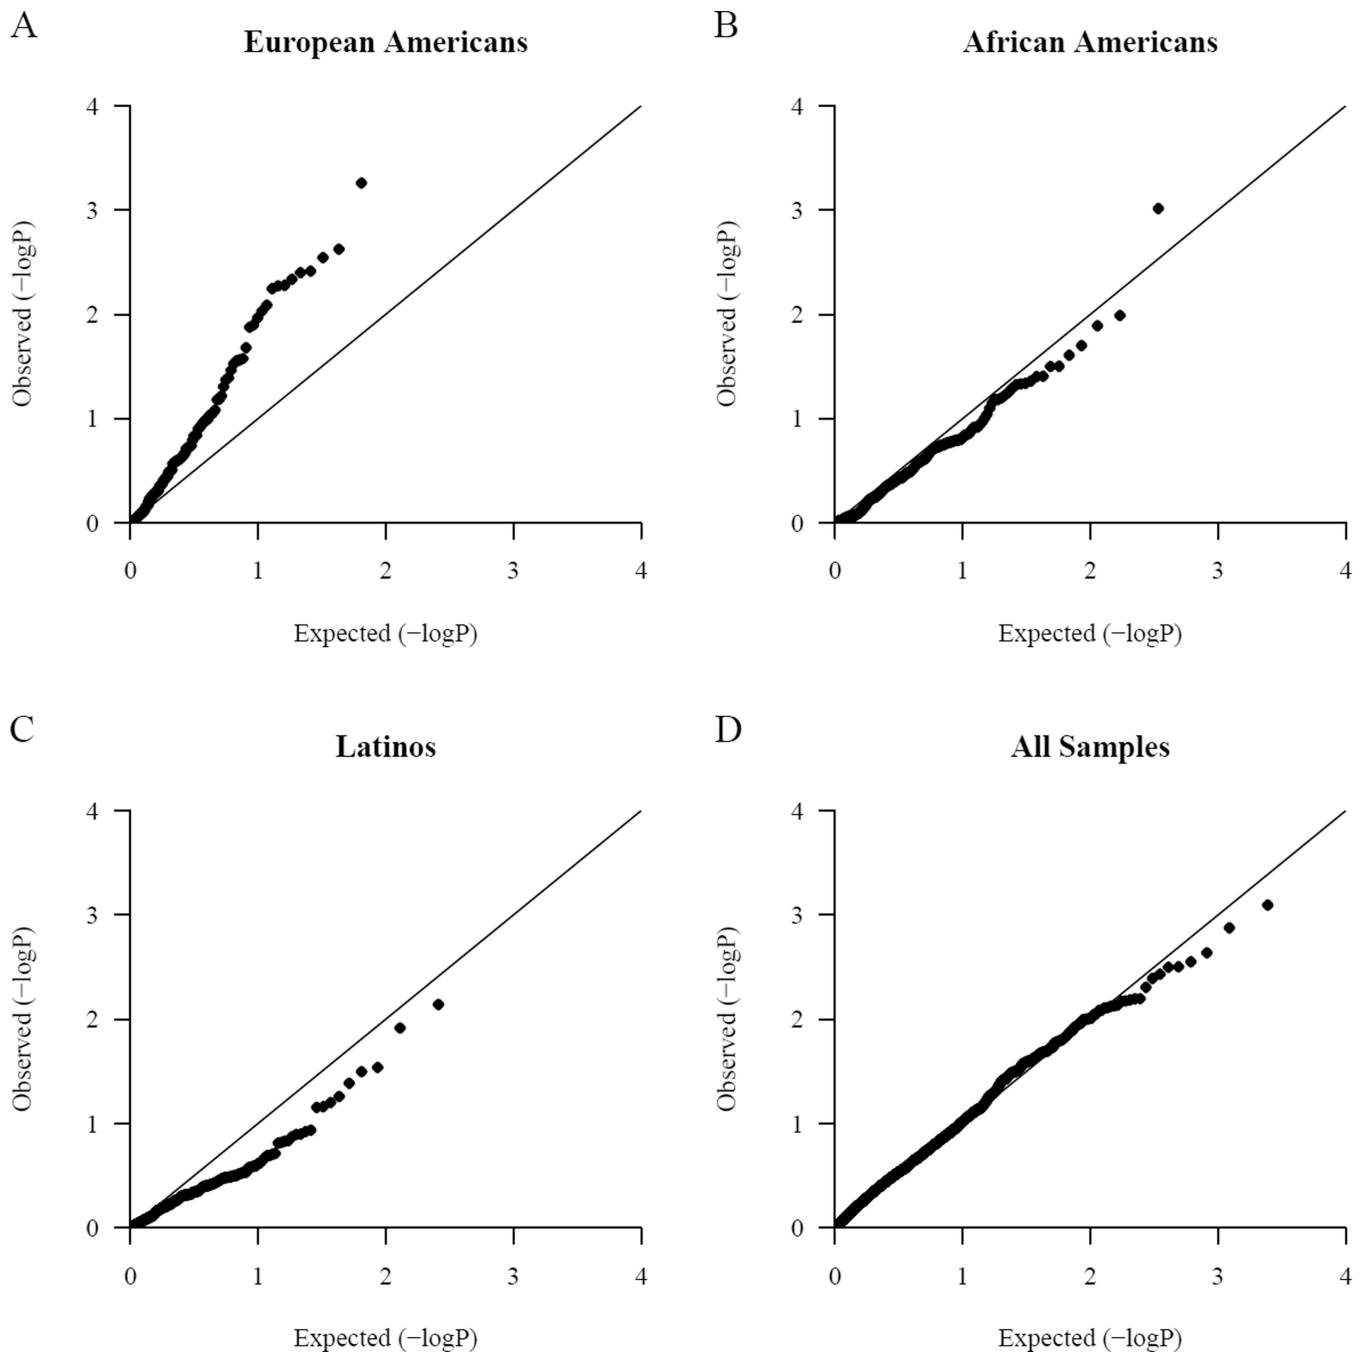 A
European Americans
4
3
2
1
0
0 1 2 3 4
Observed (−logP)
Expected (−logP)
B
African Americans
4
3
2
1
0
0 1 2 3 4
Observed (−logP)
Expected (−logP)
C
Latinos
4
3
2
1
0
0 1 2 3 4
Observed (−logP)
Expected (−logP)
D
All Samples
4
3
2
1
0
0 1 2 3 4
Observed (−logP)
Expected (−logP)